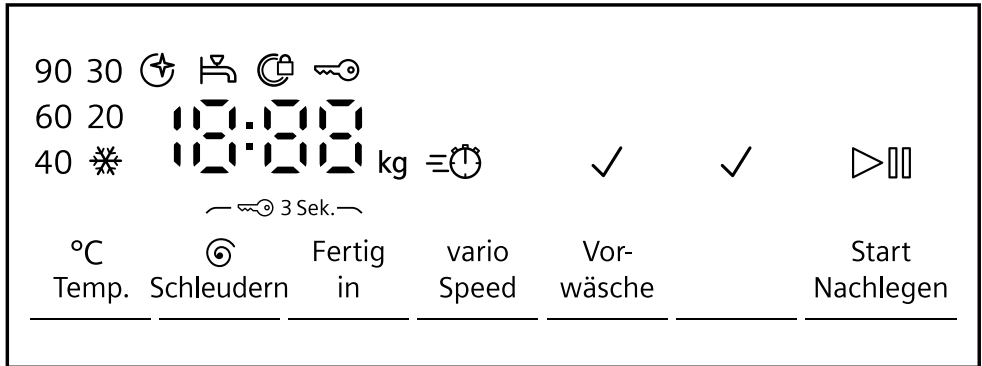 90 30
60 20
18:88
40
kg
3 Sek.
°C
Temp.
Schleudern
Fertig
in
vario
Speed
Vor-
wäsche
Start
Nachlegen